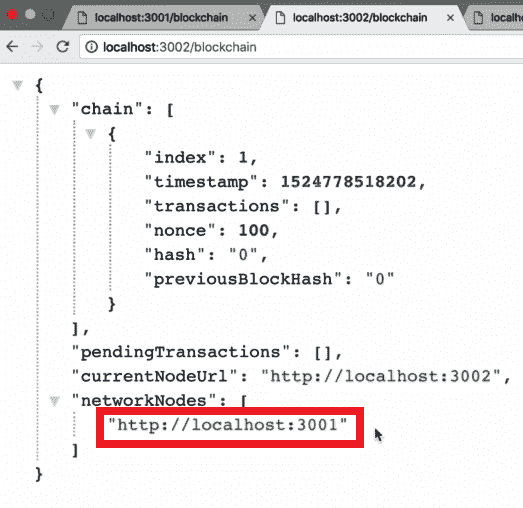 localhost:3001/blockchain
localhost:3002/blockchain
localh
localhost:3002/blockchain
{
"chain": [
{
"index": 1,
"timestamp": 1524778518202,
"transactions": [],
"nonce": 100,
"hash": "0",
"previousBlockHash": "0"
}
],
"pendingTransactions": [],
"currentNodeUrl": "http://localhost:3002",
"networkNodes": [
"http://localhost:3001"
]
}